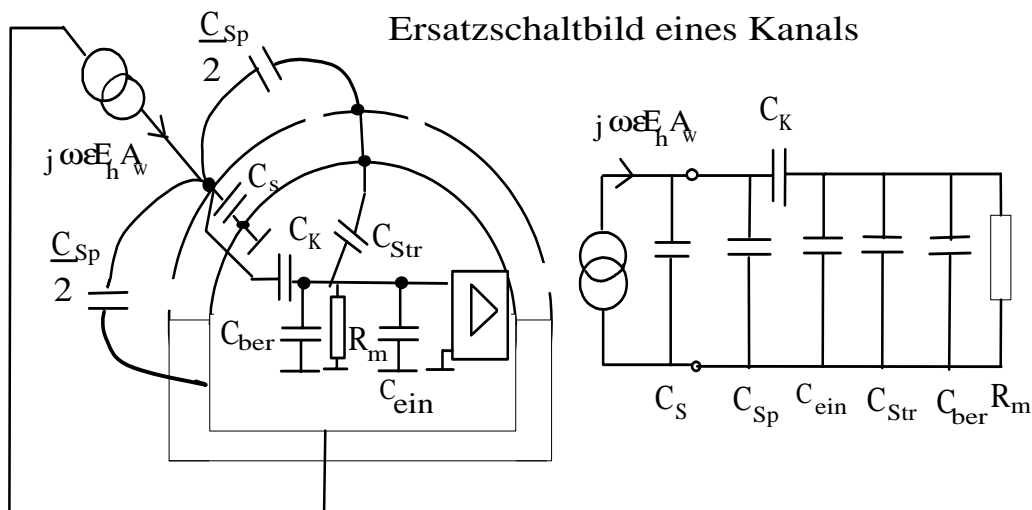 Ersatzschaltbild eines Kanals
C_Sp
2
jωεE_hA_w
C_s
C_Sp
2
C_K
C_Str
C_ber
R_m
C_ein
jωεE_hA_w
C_K
C_S
C_Sp
C_ein
C_Str
C_ber
R_m